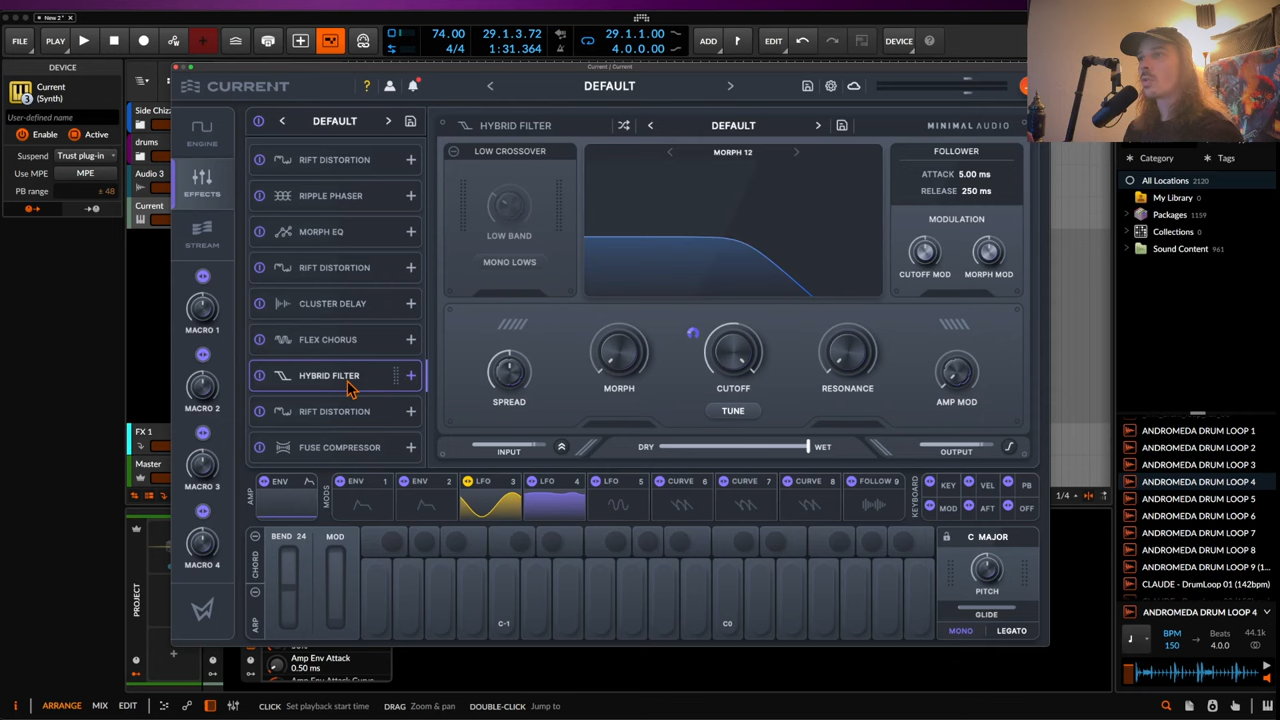 New 2*
FILE
PLAY
74.00
4/4
29.1.3.72
1:31.364
29.1.1.00
4.0.0.00
ADD
EDIT
DEVICE
DEVICE
Current
(Synth)
User-defined name
Enable
Active
Suspend
Trust plug-in
Use MPE
MPE
PB range
± 48
Side Chizz
drums
Audio 3
Current
FX 1
Master
PROJECT
Current / Current
CURRENT
DEFAULT
ENGINE
EFFECTS
STREAM
MACRO 1
MACRO 2
MACRO 3
MACRO 4
DEFAULT
RIFT DISTORTION
RIPPLE PHASER
MORPH EQ
RIFT DISTORTION
CLUSTER DELAY
FLEX CHORUS
HYBRID FILTER
RIFT DISTORTION
FUSE COMPRESSOR
HYBRID FILTER
DEFAULT
MINIMAL AUDIO
LOW CROSSOVER
LOW BAND
MONO LOWS
MORPH 12
FOLLOWER
ATTACK 5.00 ms
RELEASE 250 ms
MODULATION
CUTOFF MOD
MORPH MOD
SPREAD
MORPH
CUTOFF
TUNE
RESONANCE
AMP MOD
INPUT
DRY
WET
OUTPUT
AMP
ENV
MODS
ENV 1
ENV 2
LFO 3
LFO 4
LFO 5
CURVE 6
CURVE 7
CURVE 8
FOLLOW 9
KEYBOARD
KEY
VEL
PB
MOD
AFT
OFF
BEND 24
MOD
CHORD
ARP
C-1
C0
C MAJOR
PITCH
GLIDE
MONO
LEGATO
Amp Env Attack
0.50 ms
Category
Tags
All Locations 2120
My Library 0
Packages 1159
Collections
Sound Content 961
1/4
ANDROMEDA DRUM LOOP 1
ANDROMEDA DRUM LOOP 2
ANDROMEDA DRUM LOOP 3
ANDROMEDA DRUM LOOP 4
ANDROMEDA DRUM LOOP 5
ANDROMEDA DRUM LOOP 6
ANDROMEDA DRUM LOOP 7
ANDROMEDA DRUM LOOP 8
ANDROMEDA DRUM LOOP 9 (1...
CLAUDE - DrumLoop 01 (142bpm)
ANDROMEDA DRUM LOOP 4
BPM
150
Beats
4.0.0
44.1k
ARRANGE
MIX
EDIT
CLICK Set playback start time
DRAG Zoom & pan
DOUBLE-CLICK Jump to